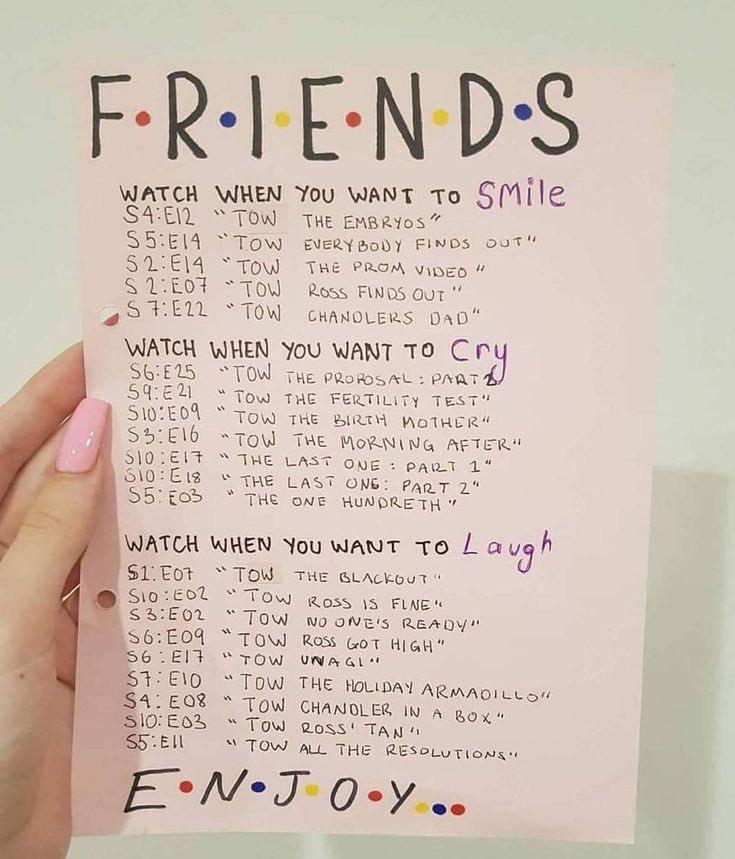 F•R•I•E•N•D•S
WATCH WHEN YOU WANT TO SMile
S4:E12 "TOW THE EMBRYOS"
S5:E14 "TOW EVERYBODY FINDS OUT"
S2:E14 "TOW THE PROM VIDEO"
S2:E07 "TOW ROSS FINDS OUT"
S7:E22 "TOW CHANDLERS DAD"
WATCH WHEN YOU WANT TO Cry
S6:E25 "TOW THE PROPOSAL: PART
S9:E21 "TOW THE FERTILITY TEST"
S10:E09 "TOW THE BIRTH MOTHER"
S3:E16 "TOW THE MORNING AFTER"
S10:E17 "THE LAST ONE: PART 1"
S10:E18 "THE LAST ONE: PART 2"
S5:E03 "THE ONE HUNDRETH"
WATCH WHEN YOU WANT TO Laugh
S1:E07 "TOW THE BLACKOUT"
S10:E02 "TOW ROSS IS FINE"
S3:E02 "TOW NO ONE'S READY"
S6:E09 "TOW ROSS GOT HIGH"
S6:E17 "TOW UNAGI"
S7:E10 "TOW THE HOLIDAY ARMADILLO"
S4:E08 "TOW CHANDLER IN A BOX"
S10:E03 "TOW ROSS' TAN"
S5:E11 "TOW ALL THE RESOLUTIONS"
E•N•J•O•Y...